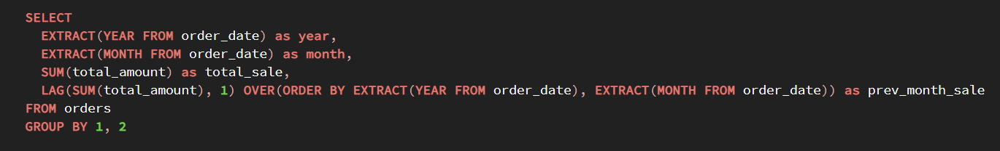 SELECT
EXTRACT(YEAR FROM order_date) as year,
EXTRACT(MONTH FROM order_date) as month,
SUM(total_amount) as total_sale,
LAG(SUM(total_amount), 1) OVER(ORDER BY EXTRACT(YEAR FROM order_date), EXTRACT(MONTH FROM order_date)) as prev_month_sale
FROM orders
GROUP BY 1, 2